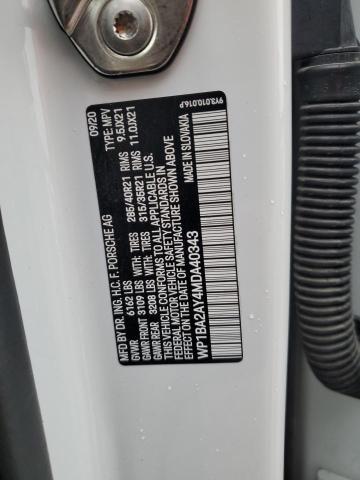 MFD BY DR. ING. H.C. F. PORSCHE AG 09/20
GVWR 6162 LBS TYPE: MPV
GAWR FRONT 3109 LBS WITH: TIRES 285/40R21 RIMS 9.5JX21
GAWR REAR 3208 LBS WITH: TIRES 315/35R21 RIMS 11.0JX21
THIS VEHICLE CONFORMS TO ALL APPLICABLE U.S.
FEDERAL MOTOR VEHICLE SAFETY STANDARDS IN
EFFECT ON THE DATE OF MANUFACTURE SHOWN ABOVE
WP1BA2AY4MDA40343 MADE IN SLOVAKIA
9Y3.010.016.P